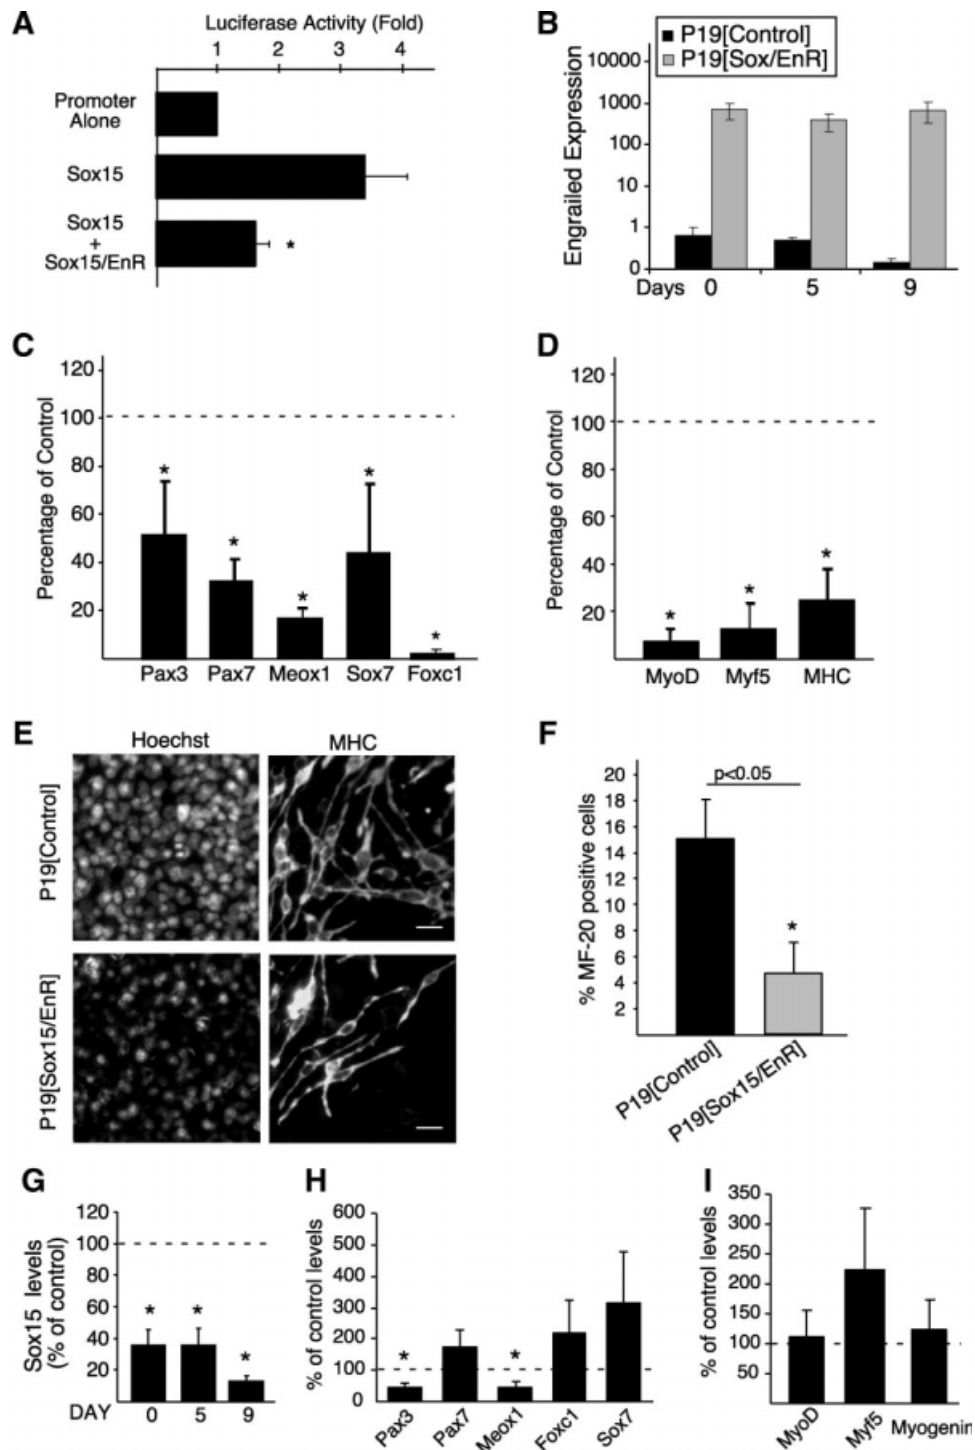 A
Luciferase Activity (Fold)
1 2 3 4
Promoter
Alone
Sox15
Sox15
+
Sox15/EnR
*
B
P19[Control]
P19[Sox/EnR]
Engrailed Expression
10000
1000
100
10
1
0
Days 0 5 9
C
Percentage of Control
120
100
80
60
40
20
* * * * *
Pax3 Pax7 Meox1 Sox7 Foxc1
D
Percentage of Control
120
100
80
60
40
20
* * *
MyoD Myf5 MHC
E
Hoechst MHC
P19[Control]
P19[Sox15/EnR]
F
% MF-20 positive cells
20
18
16
14
12
10
8
6
4
2
p<0.05
*
P19[Control]
P19[Sox15/EnR]
G
Sox15 levels
(% of control)
120
100
80
60
40
20
* * *
DAY 0 5 9
H
% of control levels
600
500
400
300
200
100
0
* *
Pax3 Pax7 Meox1 Foxc1 Sox7
I
% of control levels
350
300
250
200
150
100
50
MyoD Myf5 Myogenin